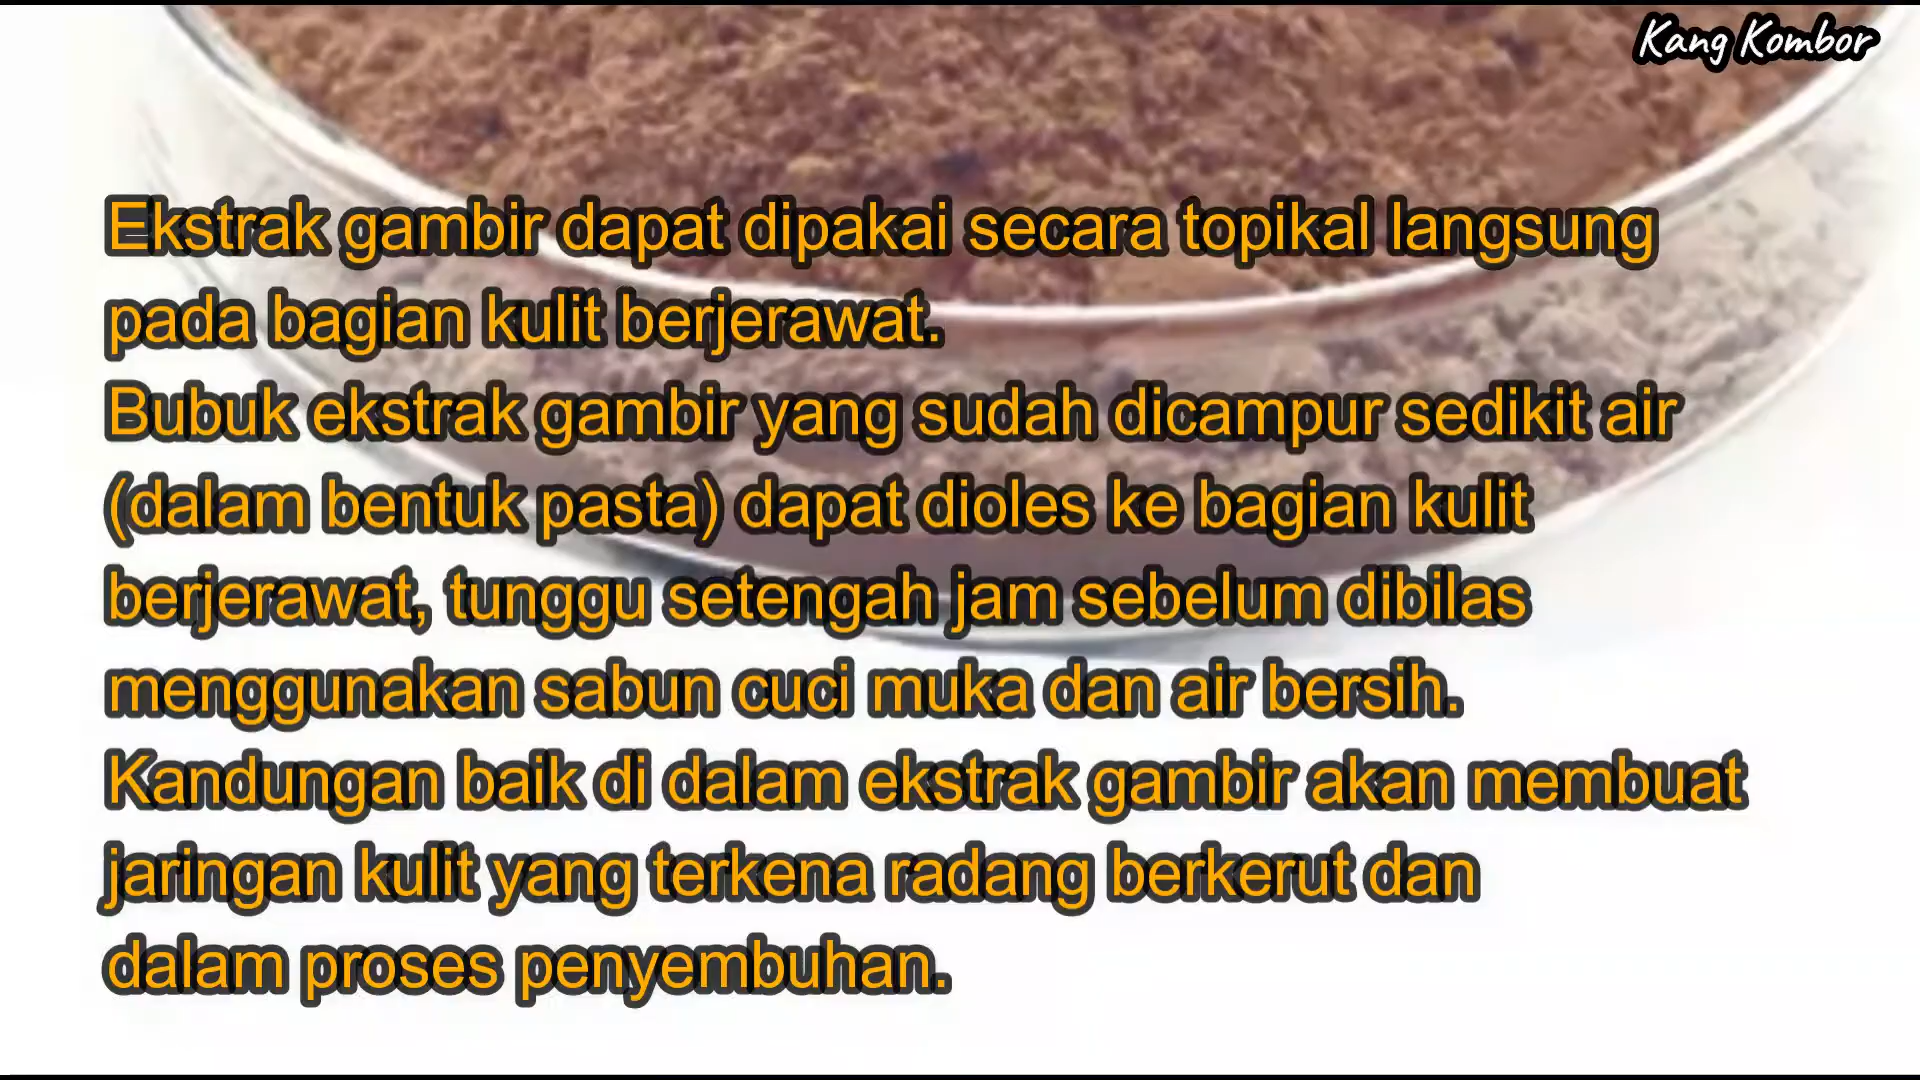 Kang Kombor
Ekstrak gambir dapat dipakai secara topikal langsung
pada bagian kulit berjerawat.
Bubuk ekstrak gambir yang sudah dicampur sedikit air
(dalam bentuk pasta) dapat dioles ke bagian kulit
berjerawat, tunggu setengah jam sebelum dibilas
menggunakan sabun cuci muka dan air bersih.
Kandungan baik di dalam ekstrak gambir akan membuat
jaringan kulit yang terkena radang berkerut dan
dalam proses penyembuhan.